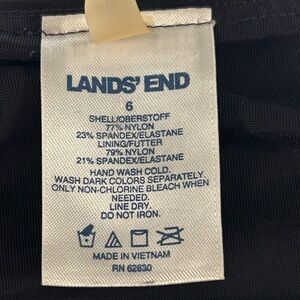 LANDS' END
6
SHELL/OBERSTOFF
77% NYLON
23% SPANDEX/ELASTANE
LINING/FUTTER
79% NYLON
21% SPANDEX/ELASTANE
HAND WASH COLD.
WASH DARK COLORS SEPARATELY.
ONLY NON-CHLORINE BLEACH WHEN
NEEDED.
LINE DRY.
DO NOT IRON.
MADE IN VIETNAM
RN 62830